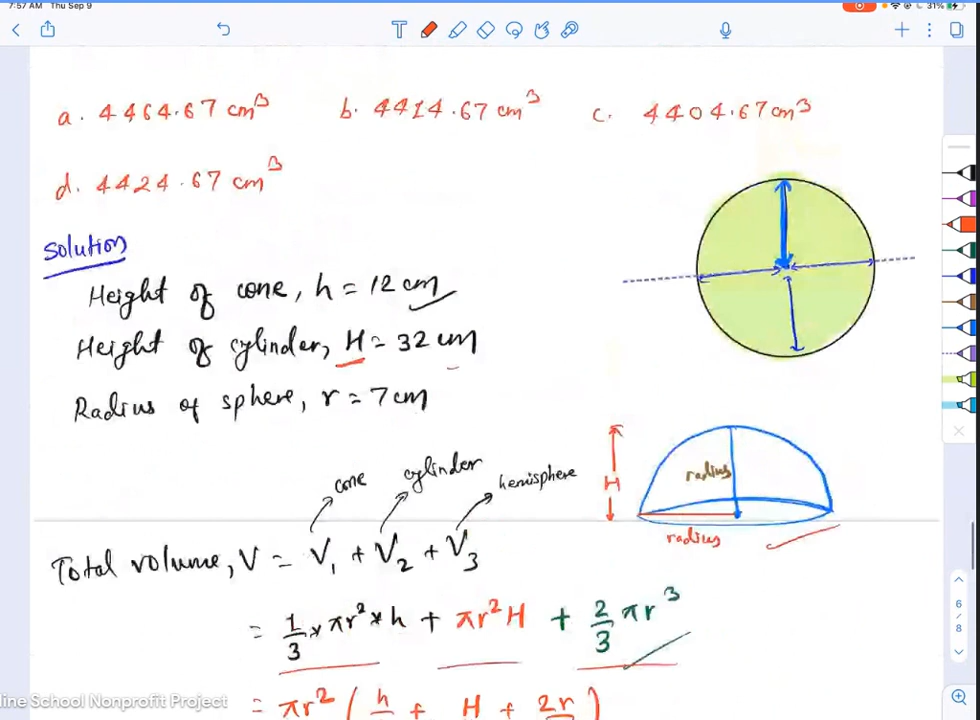 7:57 AM Thu Sep 9
31%
a. 4464.67 cm³ b. 4414.67 cm³ c. 4404.67 cm³
d. 4424.67 cm³
Solution
Height of cone, h = 12 cm
Height of cylinder, H = 32 cm
Radius of sphere, r = 7 cm
H
radius
radius
cone cylinder hemisphere
Total volume, V = V₁ + V₂ + V₃
= 1/3 × πr² × h + πr²H + 2/3 πr³
= πr² ( h + H + 2r )
6
/ 8
line School Nonprofit Project